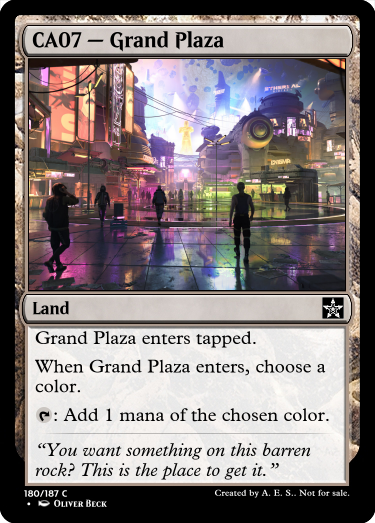 CA07 — Grand Plaza
ENIGMA
Land
Grand Plaza enters tapped.
When Grand Plaza enters, choose a
color.
: Add 1 mana of the chosen color.
“You want something on this barren
rock? This is the place to get it.”
180/187 C
Created by A. E. S.. Not for sale.
• Oliver Beck